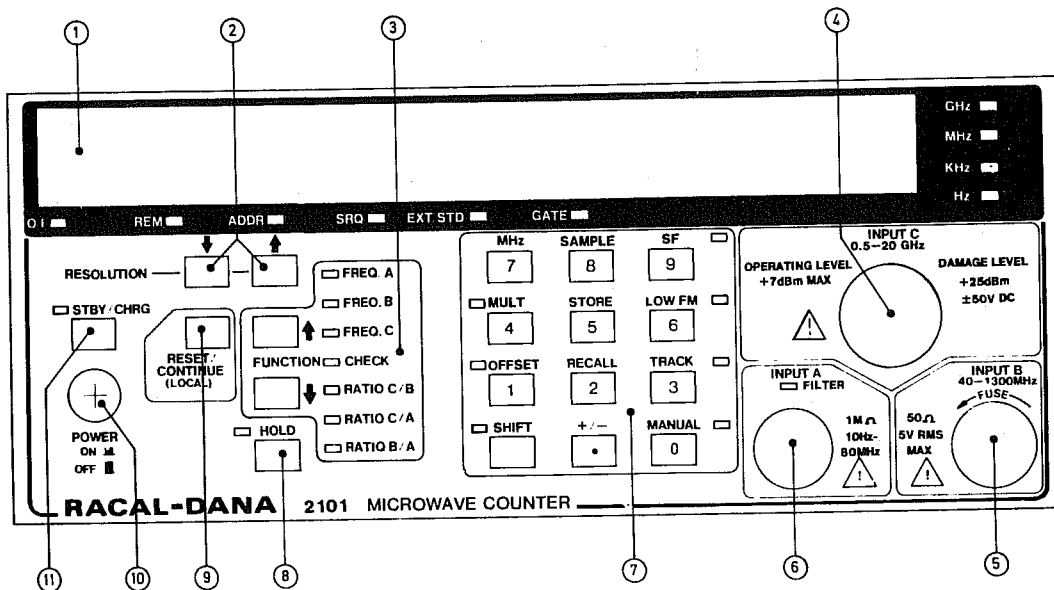 1 2 3 4
GHz
MHz
KHz
Hz
O.I REM ADDR SRQ EXT STD GATE
RESOLUTION
STBY/CHRG
RESET/
CONTINUE
(LOCAL)
POWER
ON
OFF
FUNCTION
HOLD
FREQ. A
FREQ. B
FREQ. C
CHECK
RATIO C/B
RATIO C/A
RATIO B/A
MHz SAMPLE SF
7 8 9
MULT STORE LOW FM
4 5 6
OFFSET RECALL TRACK
1 2 3
SHIFT +/− MANUAL
• 0
INPUT C
0.5–20 GHz
OPERATING LEVEL
+7dBm MAX
DAMAGE LEVEL
+25dBm
±50V DC
!
INPUT A
FILTER
1MΩ
10Hz-
80MHz
!
INPUT B
40–1300MHz
FUSE
50Ω
5V RMS
MAX
!
RACAL-DANA 2101 MICROWAVE COUNTER
11 10 9 8 7 6 5